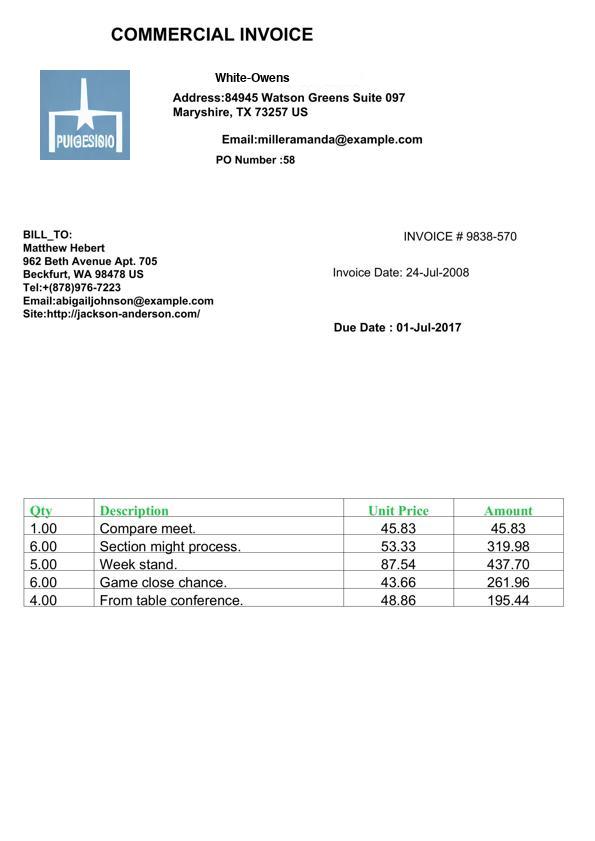 COMMERCIAL INVOICE
White-Owens
PUIGESIBIO
Address:84945 Watson Greens Suite 097
Maryshire, TX 73257 US
Email:milleramanda@example.com
PO Number :58
BILL_TO:
Matthew Hebert
962 Beth Avenue Apt. 705
Beckfurt, WA 98478 US
Tel:+(878)976-7223
Email:abigailjohnson@example.com
Site:http://jackson-anderson.com/
INVOICE # 9838-570
Invoice Date: 24-Jul-2008
Due Date : 01-Jul-2017
Qty Description Unit Price Amount
1.00 Compare meet. 45.83 45.83
6.00 Section might process. 53.33 319.98
5.00 Week stand. 87.54 437.70
6.00 Game close chance. 43.66 261.96
4.00 From table conference. 48.86 195.44